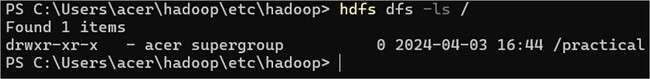 PS C:\Users\acer\hadoop\etc\hadoop> hdfs dfs -ls /
Found 1 items
drwxr-xr-x   - acer supergroup          0 2024-04-03 16:44 /practical
PS C:\Users\acer\hadoop\etc\hadoop>